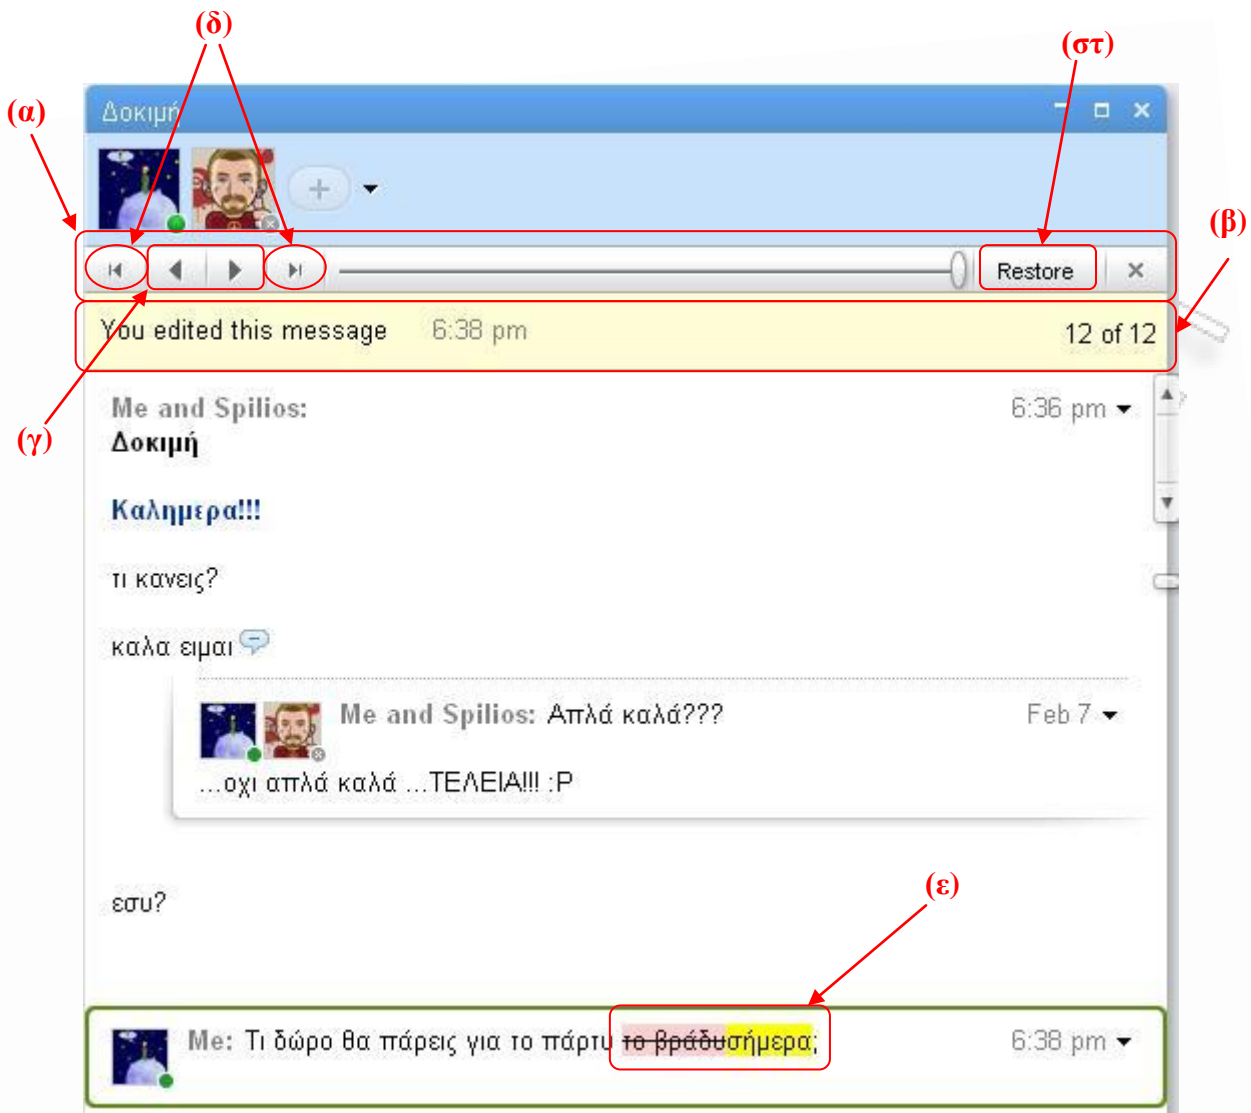 (δ)
(στ)
(α)
Δοκιμή
(β)
Restore
You edited this message 6:38 pm 12 of 12
Me and Spilios: 6:36 pm
(γ)
Δοκιμή
Καλημερα!!!
τι κανεις?
καλα ειμαι
Me and Spilios: Απλά καλά??? Feb 7
...οχι απλά καλά ...ΤΕΛΕΙΑ!!! :P
(ε)
εσυ?
Me: Τι δώρο θα πάρεις για το πάρτυ το βράδυσήμερα; 6:38 pm